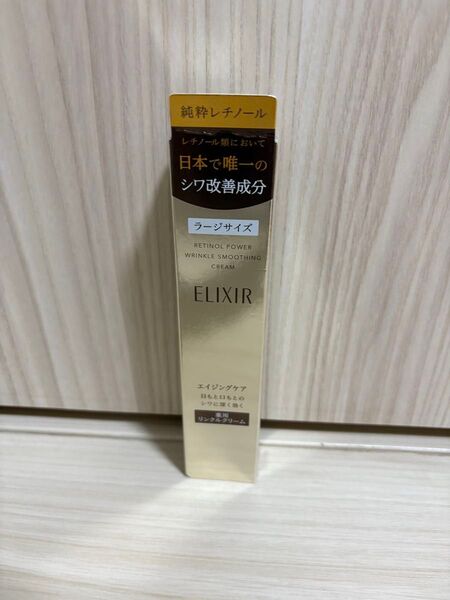 純粋レチノール
レチノール類において
日本で唯一の
シワ改善成分
ラージサイズ
RETINOL POWER
WRINKLE SMOOTHING
CREAM
ELIXIR
エイジングケア
目もと口もとの
シワに深く効く
薬用
リンクルクリーム